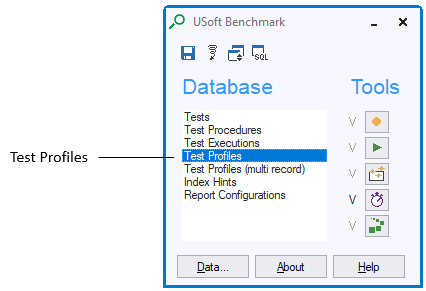 USoft Benchmark
SQL
Database
Tools
Tests
Test Procedures
Test Executions
Test Profiles
Test Profiles
Test Profiles (multi record)
Index Hints
Report Configurations
V
V
V
V
V
Data...
About
Help